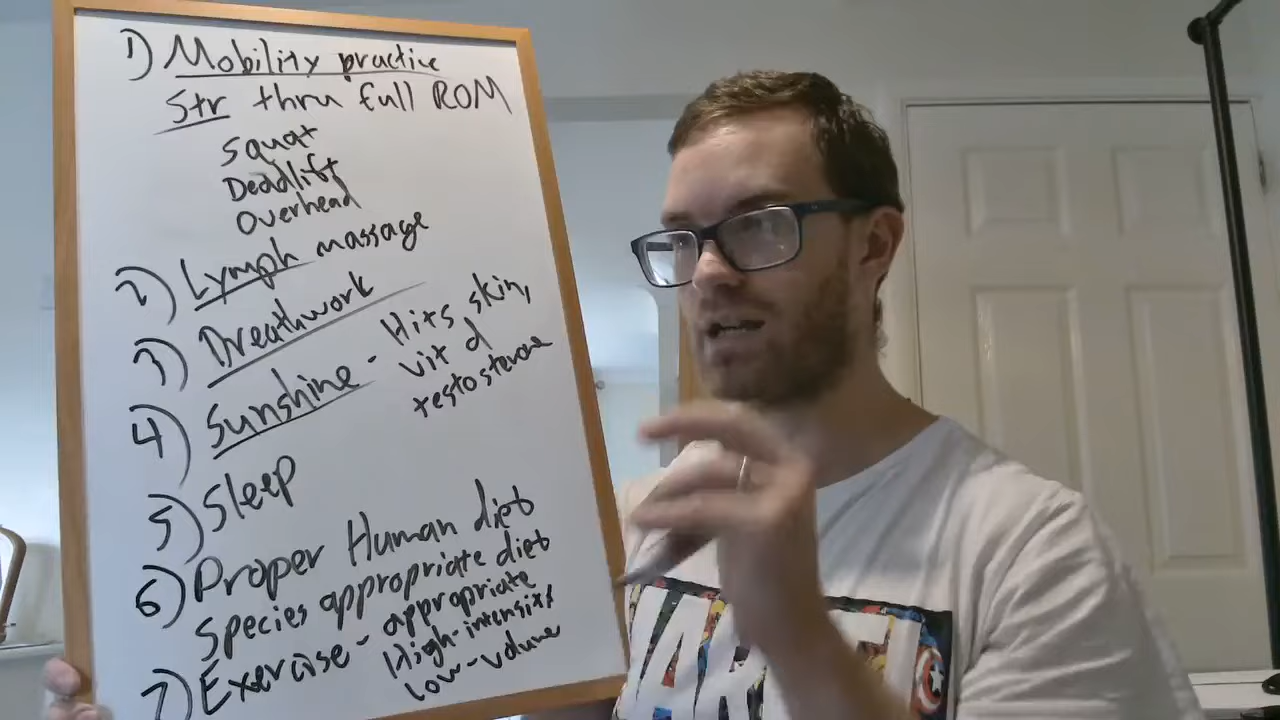 1) Mobility practice
Str thru full ROM
Squat
Deadlift
Overhead
2) Lymph massage
3) Breathwork
4) Sunshine - Hits skin,
vit d
testosterone
5) Sleep
6) Proper Human diet
Species appropriate diet
7) Exercise - appropriate
High-intensity
low-volume
MARVEL